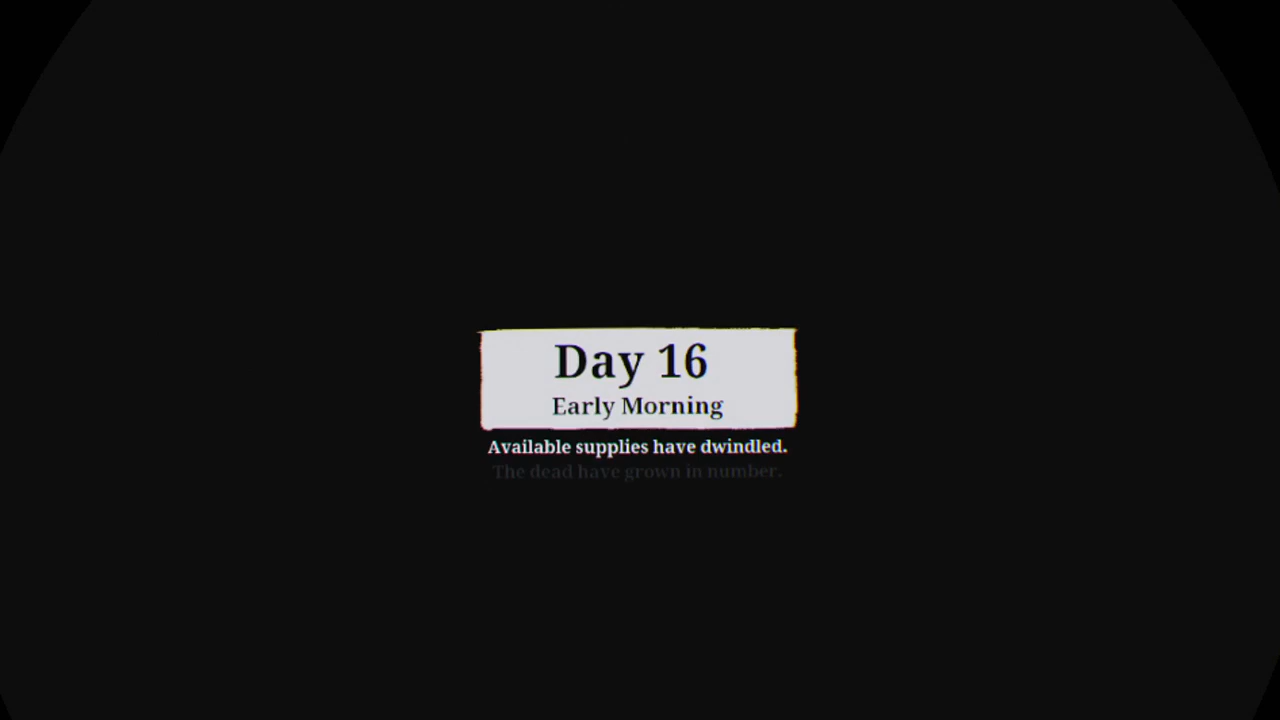 Day 16
Early Morning
Available supplies have dwindled.
The dead have grown in number.